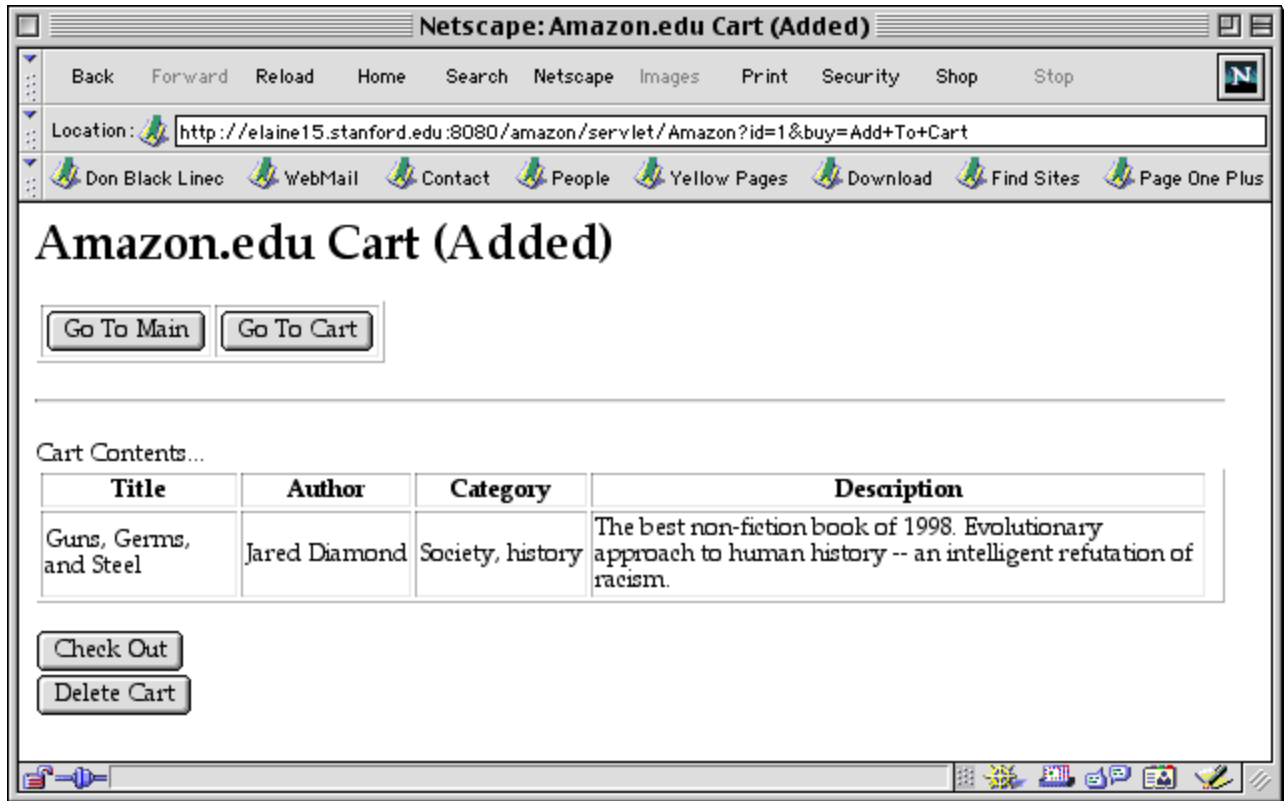 Netscape: Amazon.edu Cart (Added)
Back Forward Reload Home Search Netscape Images Print Security Shop Stop
N
Location: http://elaine15.stanford.edu:8080/amazon/servlet/Amazon?id=1&buy=Add+To+Cart
Don Black Linec WebMail Contact People Yellow Pages Download Find Sites Page One Plus
Amazon.edu Cart (Added)
Go To Main Go To Cart
Cart Contents...
Title Author Category Description
Guns, Germs, and Steel Jared Diamond Society, history The best non-fiction book of 1998. Evolutionary
approach to human history -- an intelligent refutation of
racism.
Check Out
Delete Cart